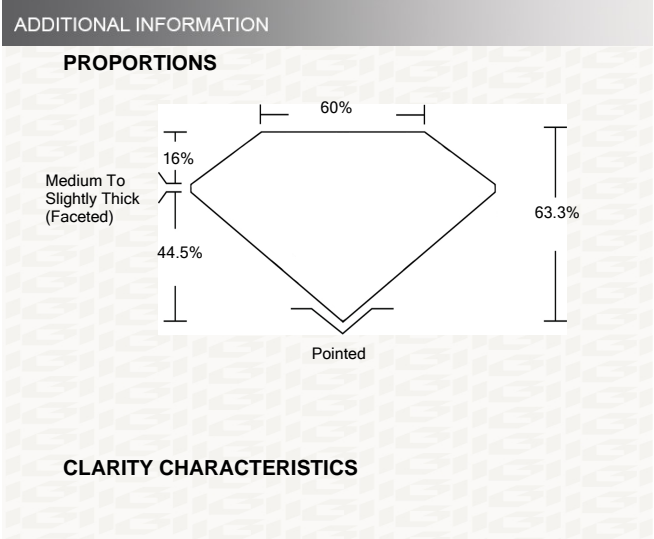 ADDITIONAL INFORMATION
PROPORTIONS
60%
16%
Medium To
Slightly Thick
(Faceted)
63.3%
44.5%
Pointed
CLARITY CHARACTERISTICS